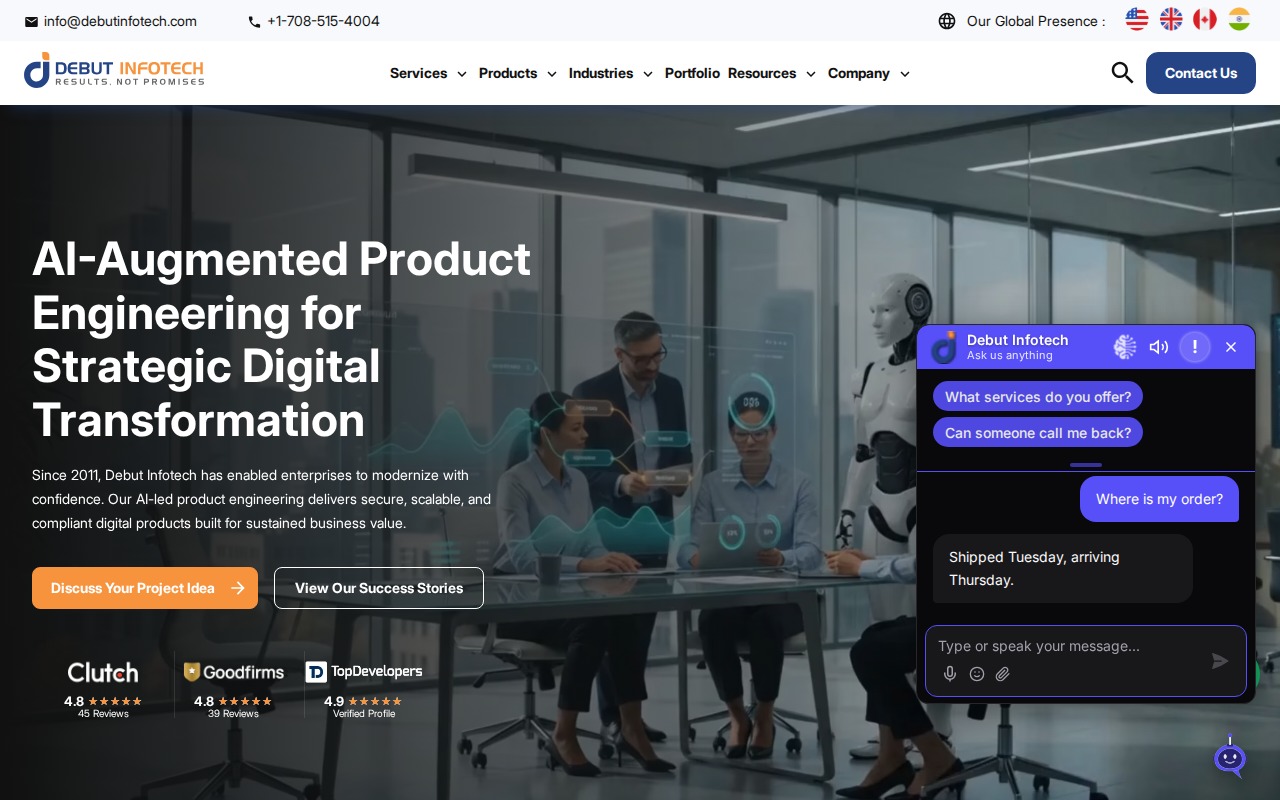 info@debutinfotech.com
+1-708-515-4004
Our Global Presence :
DEBUT INFOTECH
RESULTS. NOT PROMISES
Services
Products
Industries
Portfolio
Resources
Company
Contact Us
AI-Augmented Product
Engineering for
Strategic Digital
Transformation
Since 2011, Debut Infotech has enabled enterprises to modernize with
confidence. Our AI-led product engineering delivers secure, scalable, and
compliant digital products built for sustained business value.
Discuss Your Project Idea
View Our Success Stories
Clutch
4.8
45 Reviews
Goodfirms
4.8
39 Reviews
TopDevelopers
4.9
Verified Profile
Debut Infotech
Ask us anything
!
What services do you offer?
Can someone call me back?
Where is my order?
Shipped Tuesday, arriving
Thursday.
Type or speak your message...